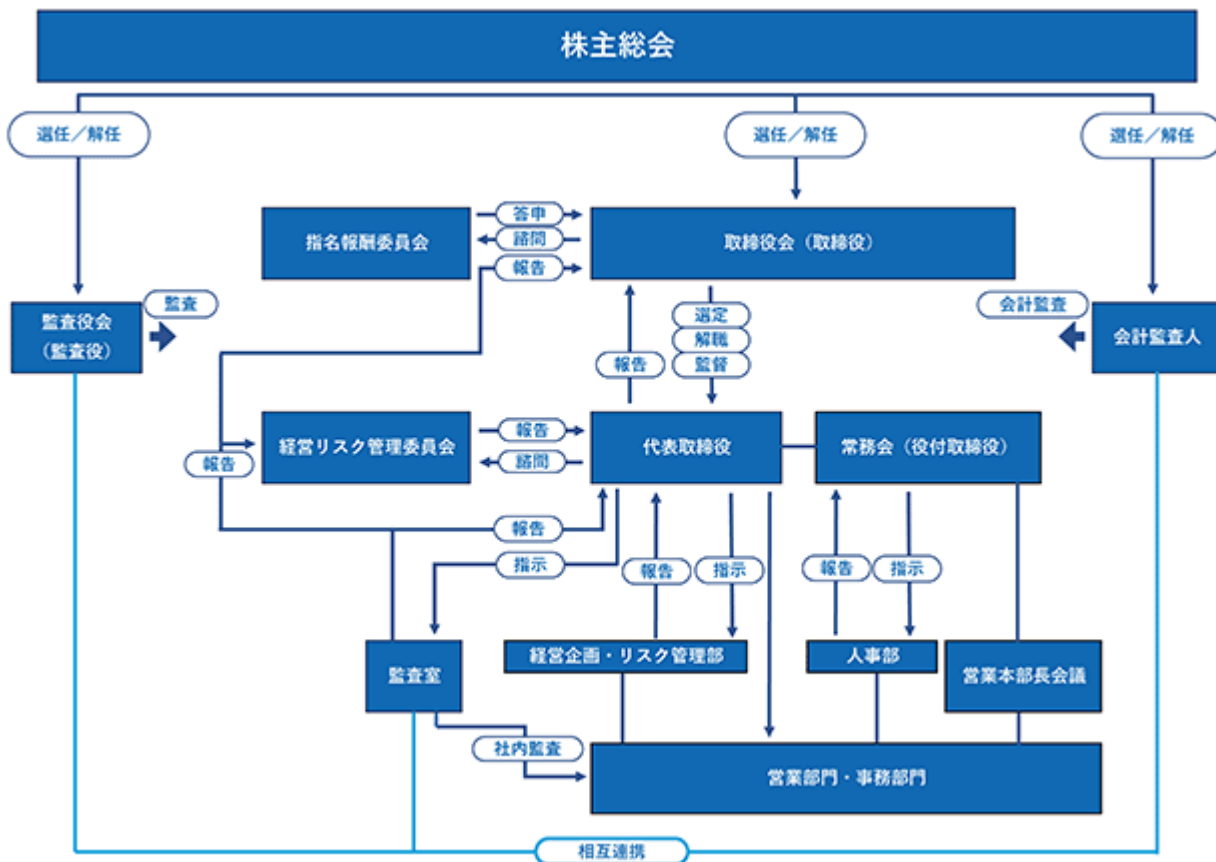 株主総会
選任／解任
選任／解任
選任／解任
指名報酬委員会
答申
諮問
報告
取締役会（取締役）
監査役会
（監査役）
監査
選定
解職
監督
報告
会計監査
会計監査人
経営リスク管理委員会
報告
諮問
代表取締役
常務会（役付取締役）
報告
報告
指示
報告
指示
報告
指示
監査室
経営企画・リスク管理部
人事部
営業本部長会議
社内監査
営業部門・事務部門
相互連携